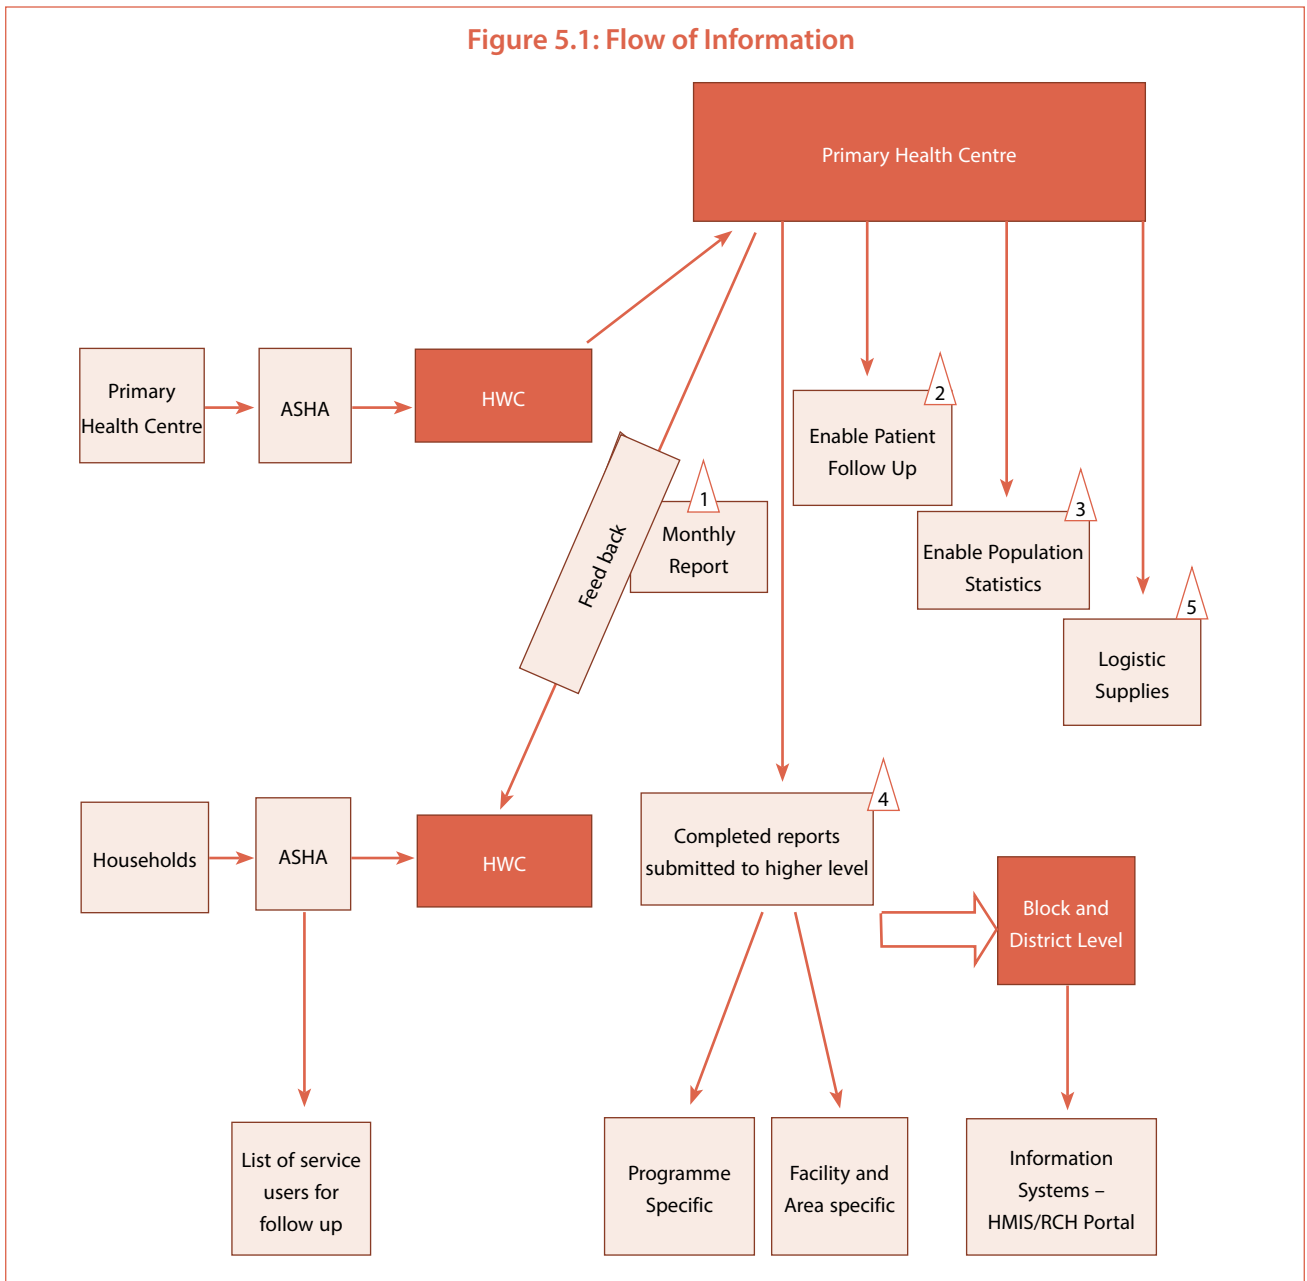 Figure 5.1: Flow of Information
Primary Health Centre
Primary
Health Centre
ASHA
HWC
2
Enable Patient
Follow Up
1
Monthly
Report
Feed back
3
Enable Population
Statistics
5
Logistic
Supplies
Households
ASHA
HWC
4
Completed reports
submitted to higher level
Block and
District Level
List of service
users for
follow up
Programme
Specific
Facility and
Area specific
Information
Systems –
HMIS/RCH Portal